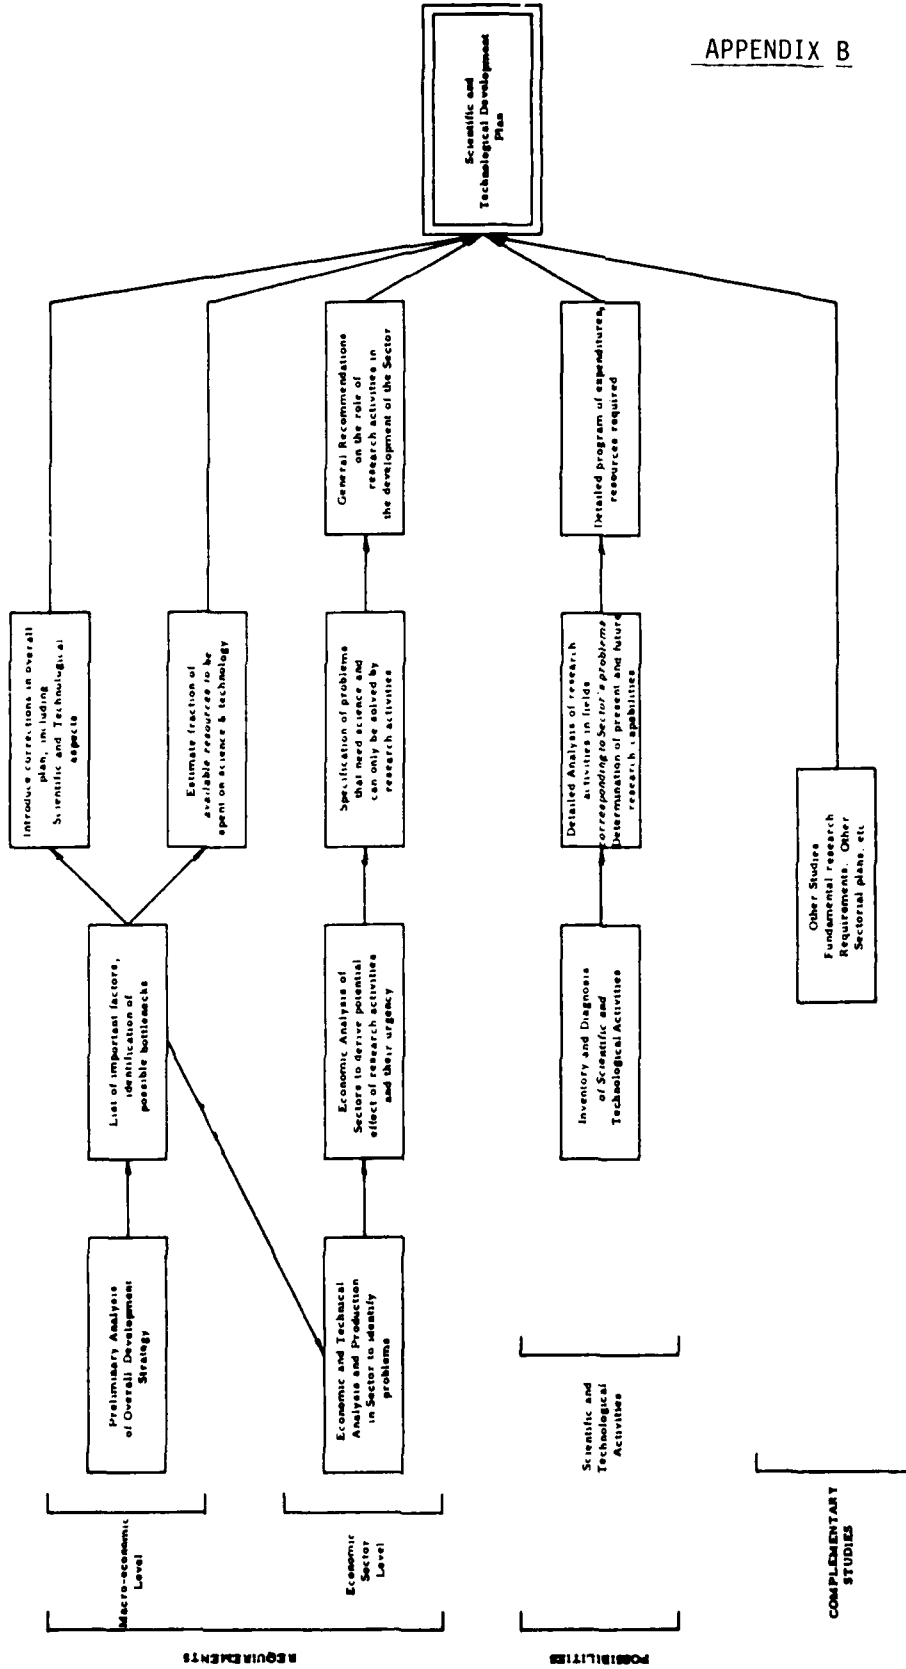 APPENDIX B
REQUIREMENTS
Macro-economic
Level
Preliminary Analysis
of Overall Development
Strategy
List of important factors,
identification of
possible bottlenecks
Introduce corrections in overall
plan, including
Scientific and Technological
aspects
Estimate fraction of
available resources to be
spent on science & technology
Economic
Sector
Level
Economic and Technical
Analysis and Production
in Sector to identify
problems
Economic Analysis of
Sectors to derive potential
effect of research activities
and their urgency
Specification of problems
that need science and
can only be solved by
research activities
General Recommendations
on the role of
research activities in
the development of the Sector
Scientific and
Technological Development
Plan
POSSIBILITIES
Scientific and
Technological
Activities
Inventory and Diagnosis
of Scientific and
Technological Activities
Detailed Analysis of research
activities in fields
corresponding to Sector's problems
Determination of present and future
research capabilities
Detailed program of expenditures,
resources required
COMPLEMENTARY
STUDIES
Other Studies
Fundamental research
Requirements. Other
Sectorial plans. etc